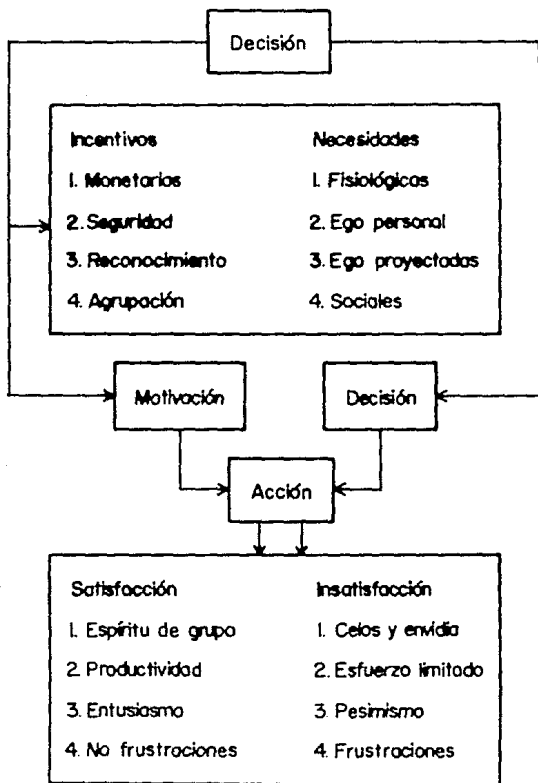 Decisión
Incentivos
1. Monetarios
2. Seguridad
3. Reconocimiento
4. Agrupación
Necesidades
1. Fisiológicas
2. Ego personal
3. Ego proyectadas
4. Sociales
Motivación
Decisión
Acción
Satisfacción
1. Espíritu de grupo
2. Productividad
3. Entusiasmo
4. No frustraciones
Insatisfacción
1. Celos y envidia
2. Esfuerzo limitado
3. Pesimismo
4. Frustraciones